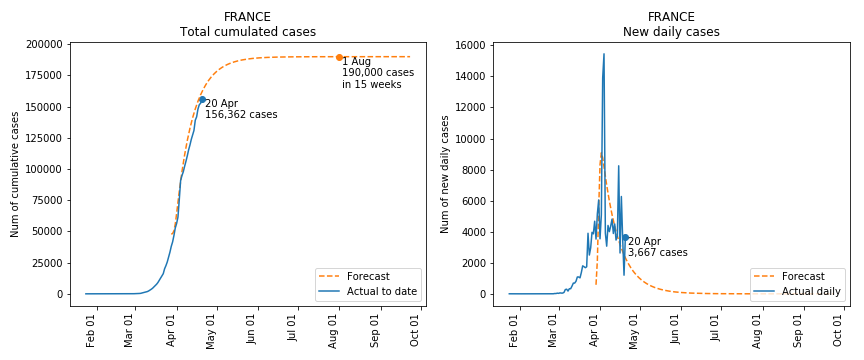 FRANCE
Total cumulated cases
Num of cumulative cases
200000
175000
150000
125000
100000
75000
50000
25000
0
1 Aug
190,000 cases
in 15 weeks
20 Apr
156,362 cases
Forecast
Actual to date
Feb 01
Mar 01
Apr 01
May 01
Jun 01
Jul 01
Aug 01
Sep 01
Oct 01
FRANCE
New daily cases
Num of new daily cases
16000
14000
12000
10000
8000
6000
4000
2000
0
20 Apr
3,667 cases
Forecast
Actual daily
Feb 01
Mar 01
Apr 01
May 01
Jun 01
Jul 01
Aug 01
Sep 01
Oct 01